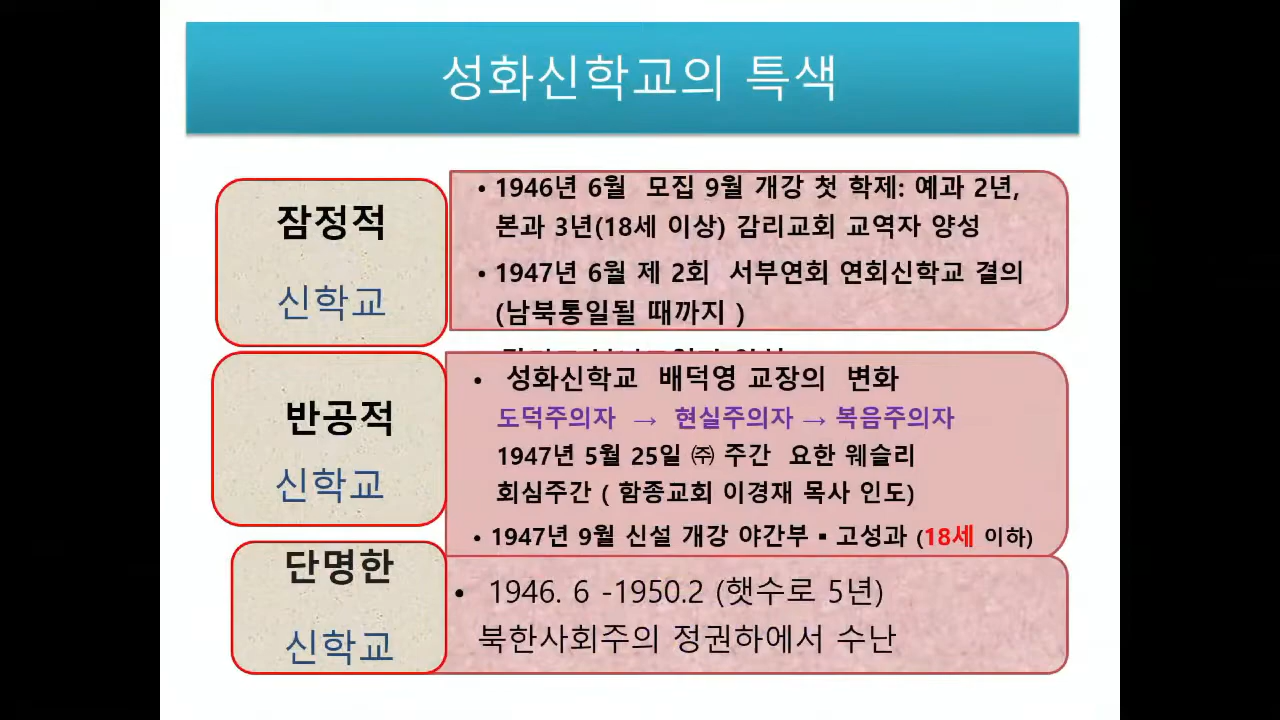 성화신학교의 특색
잠정적
신학교
• 1946년 6월 모집 9월 개강 첫 학제: 예과 2년,
본과 3년(18세 이상) 감리교회 교역자 양성
• 1947년 6월 제 2회 서부연회 연회신학교 결의
(남북통일될 때까지 )
반공적
신학교
• 성화신학교 배덕영 교장의 변화
도덕주의자 → 현실주의자 → 복음주의자
1947년 5월 25일 ㈜ 주간 요한 웨슬리
회심주간 ( 함종교회 이경재 목사 인도)
• 1947년 9월 신설 개강 야간부 ▪ 고성과 (18세 이하)
단명한
신학교
• 1946. 6 -1950.2 (햇수로 5년)
북한사회주의 정권하에서 수난